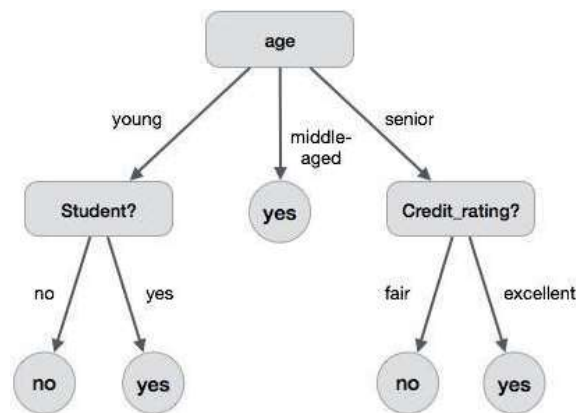 age
young
middle-
aged
senior
Student?
yes
Credit_rating?
no
yes
fair
excellent
no
yes
no
yes